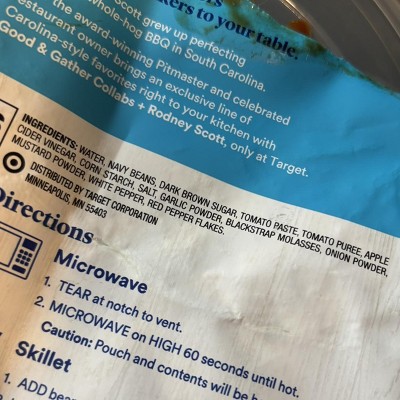 kers to your table.
Scott grew up perfecting
whole-hog BBQ in South Carolina.
the award-winning Pitmaster and celebrated
restaurant owner brings an exclusive line of
Carolina-style favorites right to your kitchen with
Good & Gather Collabs + Rodney Scott, only at Target.
INGREDIENTS: WATER, NAVY BEANS, DARK BROWN SUGAR, TOMATO PASTE, TOMATO PUREE, APPLE
CIDER VINEGAR, CORN STARCH, SALT, GARLIC POWDER, BLACKSTRAP MOLASSES, ONION POWDER,
MUSTARD POWDER, WHITE PEPPER, RED PEPPER FLAKES.
DISTRIBUTED BY TARGET CORPORATION
MINNEAPOLIS, MN 55403
Directions
Microwave
1. TEAR at notch to vent.
2. MICROWAVE on HIGH 60 seconds until hot.
Caution: Pouch and contents will be h
Skillet
1. ADD bea